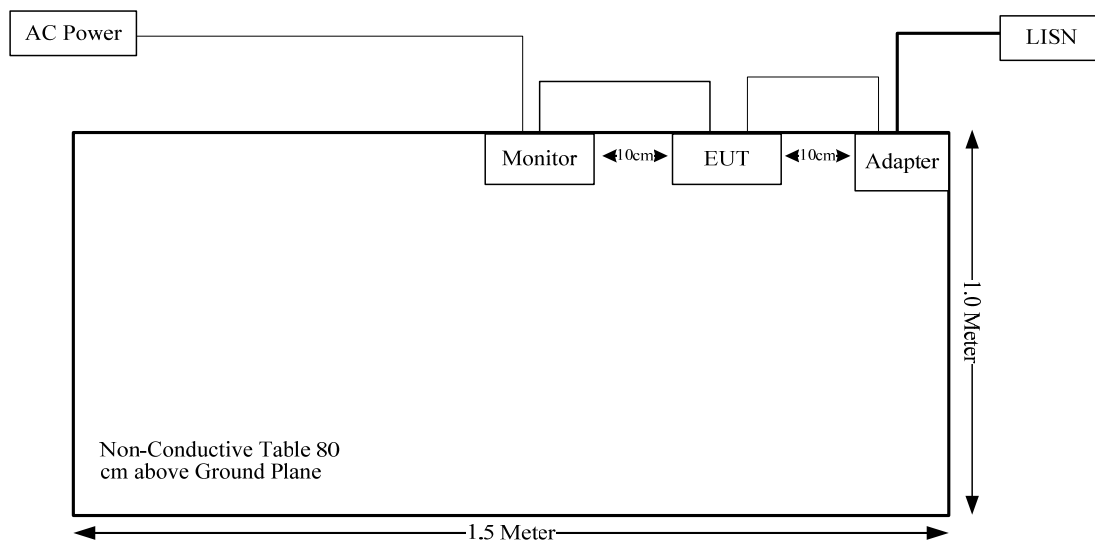 AC Power
LISN
Monitor
10cm
EUT
10cm
Adapter
1.0 Meter
Non-Conductive Table 80
cm above Ground Plane
1.5 Meter